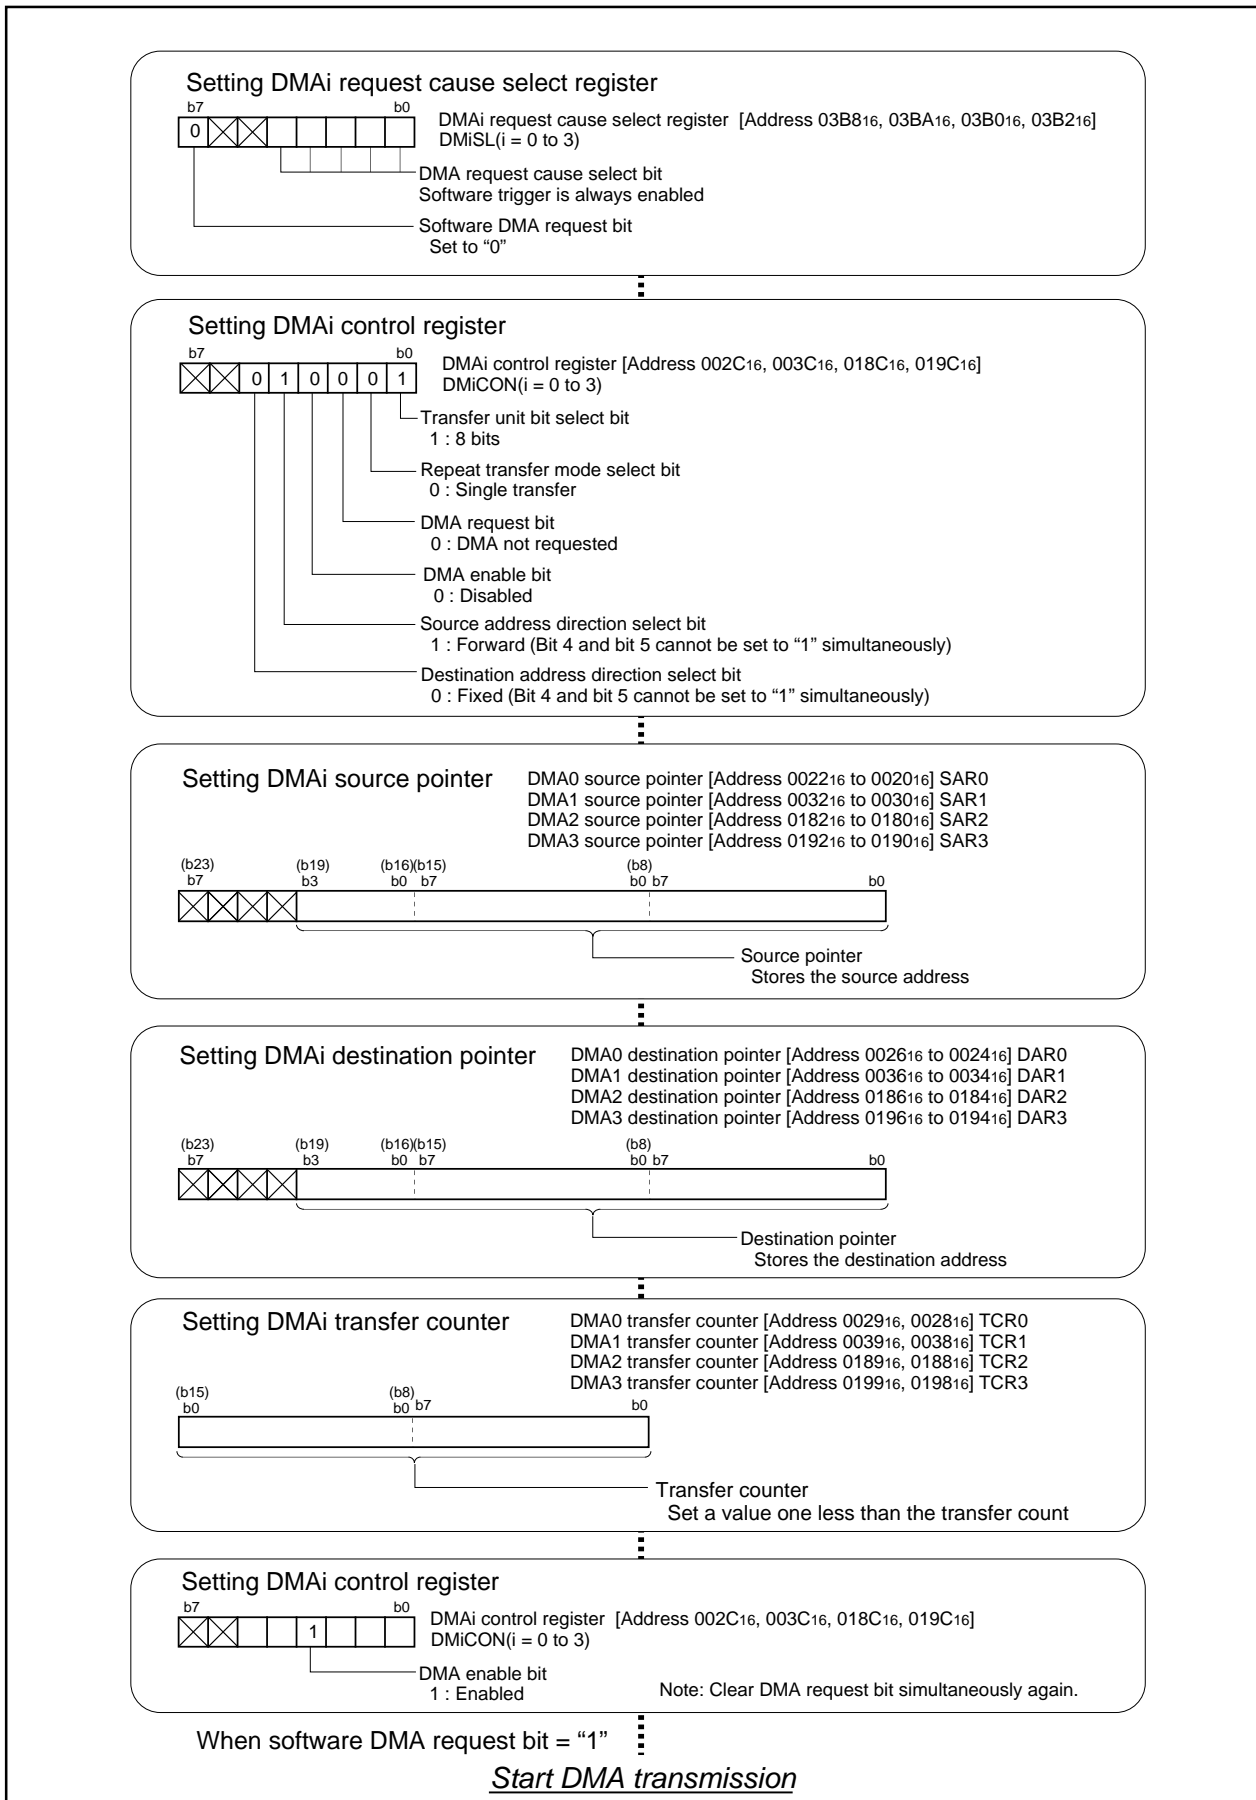 Setting DMAi request cause select register
b7 b0
0
DMAi request cause select register [Address 03B816, 03BA16, 03B016, 03B216]
DMiSL(i = 0 to 3)
DMA request cause select bit
Software trigger is always enabled
Software DMA request bit
Set to “0”
Setting DMAi control register
b7 b0
0 1 0 0 0 1
DMAi control register [Address 002C16, 003C16, 018C16, 019C16]
DMiCON(i = 0 to 3)
Transfer unit bit select bit
1 : 8 bits
Repeat transfer mode select bit
0 : Single transfer
DMA request bit
0 : DMA not requested
DMA enable bit
0 : Disabled
Source address direction select bit
1 : Forward (Bit 4 and bit 5 cannot be set to “1” simultaneously)
Destination address direction select bit
0 : Fixed (Bit 4 and bit 5 cannot be set to “1” simultaneously)
Setting DMAi source pointer
DMA0 source pointer [Address 002216 to 002016] SAR0
DMA1 source pointer [Address 003216 to 003016] SAR1
DMA2 source pointer [Address 018216 to 018016] SAR2
DMA3 source pointer [Address 019216 to 019016] SAR3
(b23) (b19) (b16)(b15) (b8)
b7 b3 b0 b7 b0 b7 b0
Source pointer
Stores the source address
Setting DMAi destination pointer
DMA0 destination pointer [Address 002616 to 002416] DAR0
DMA1 destination pointer [Address 003616 to 003416] DAR1
DMA2 destination pointer [Address 018616 to 018416] DAR2
DMA3 destination pointer [Address 019616 to 019416] DAR3
(b23) (b19) (b16)(b15) (b8)
b7 b3 b0 b7 b0 b7 b0
Destination pointer
Stores the destination address
Setting DMAi transfer counter
DMA0 transfer counter [Address 002916, 002816] TCR0
DMA1 transfer counter [Address 003916, 003816] TCR1
DMA2 transfer counter [Address 018916, 018816] TCR2
DMA3 transfer counter [Address 019916, 019816] TCR3
(b15) (b8)
b0 b0 b7 b0
Transfer counter
Set a value one less than the transfer count
Setting DMAi control register
b7 b0
1
DMAi control register [Address 002C16, 003C16, 018C16, 019C16]
DMiCON(i = 0 to 3)
DMA enable bit
1 : Enabled
Note: Clear DMA request bit simultaneously again.
When software DMA request bit = “1”
Start DMA transmission